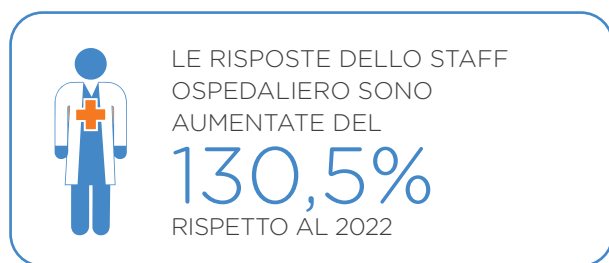 LE RISPOSTE DELLO STAFF
OSPEDALIERO SONO
AUMENTATE DEL
130,5%
RISPETTO AL 2022